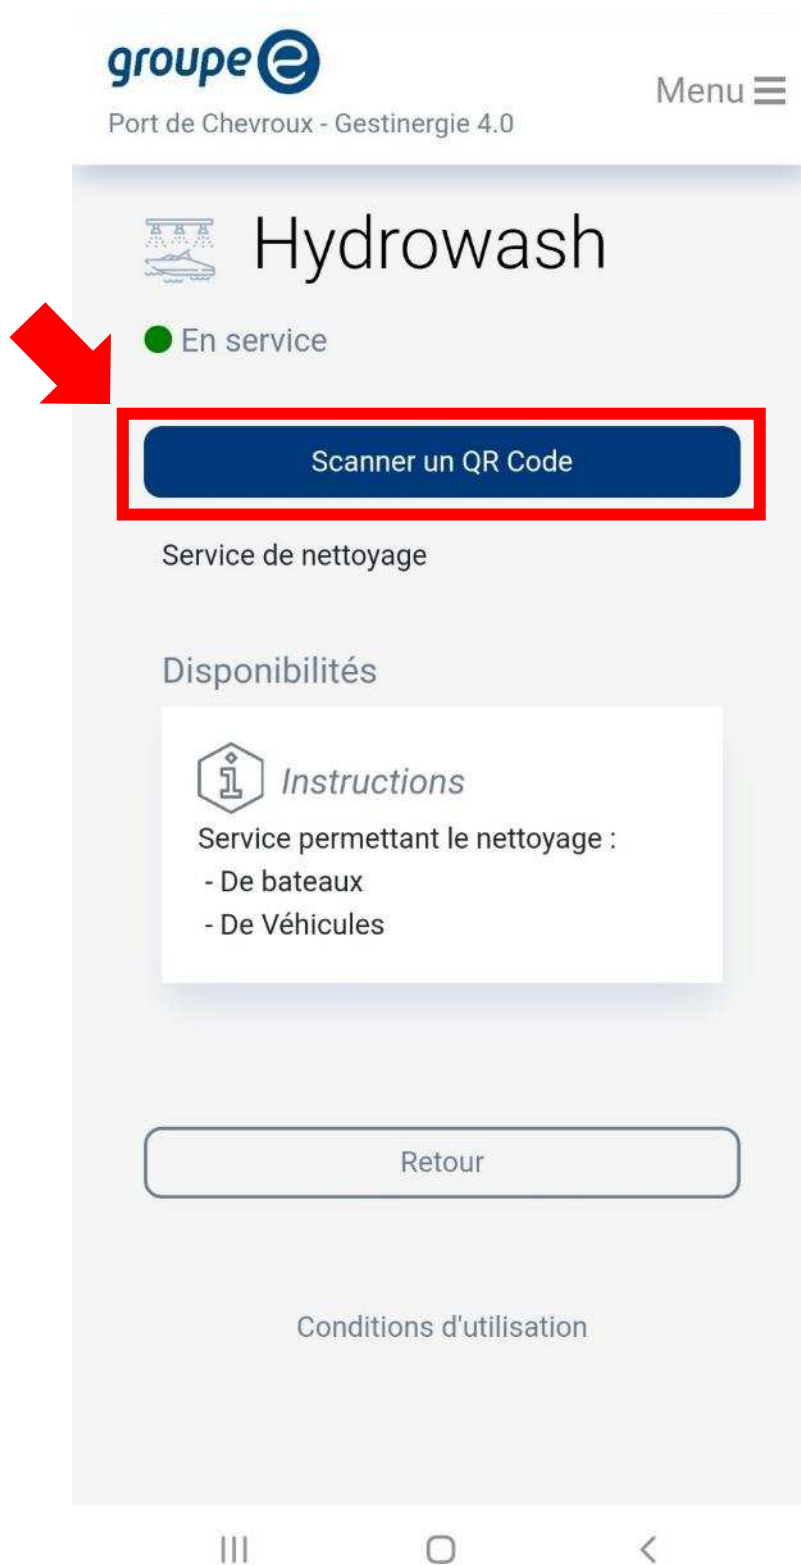 groupe e
Port de Chevroux - Gestinergie 4.0
Menu
Hydrowash
En service
Scanner un QR Code
Service de nettoyage
Disponibilités
Instructions
Service permettant le nettoyage :
- De bateaux
- De Véhicules
Retour
Conditions d'utilisation